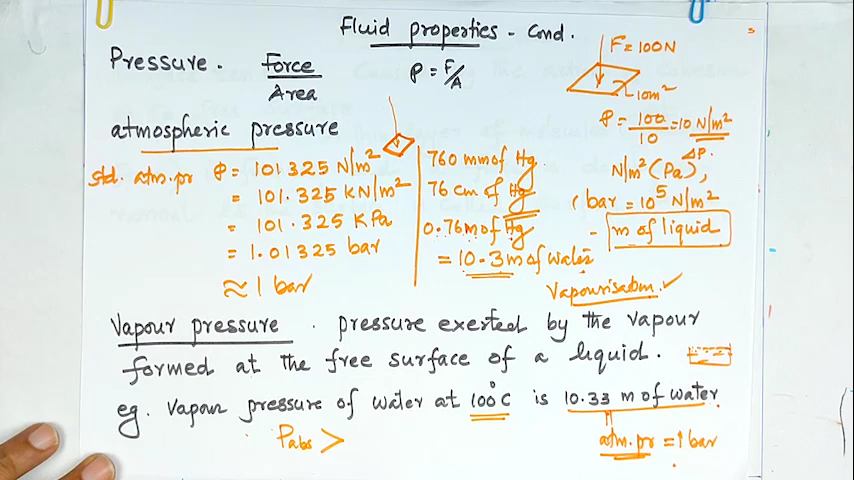 Fluid properties - Cond.
Pressure. Force / Area
P = F/A
F = 100N
10m²
P = 100/10 = 10 N/m²
atmospheric pressure
std. atm. pr P = 101325 N/m²
= 101.325 KN/m²
= 101.325 KPa
= 1.01325 bar
≈ 1 bar
760 mm of Hg
76 cm of Hg
0.76m of Hg
= 10.3 m of water
N/m² (Pa),
1 bar = 10⁵ N/m²
- m of liquid
Vapourisation ✓
Vapour pressure . pressure exerted by the vapour
formed at the free surface of a liquid.
eg. Vapour pressure of water at 100°C is 10.33 m of water
Pabs >
atm. pr = 1 bar